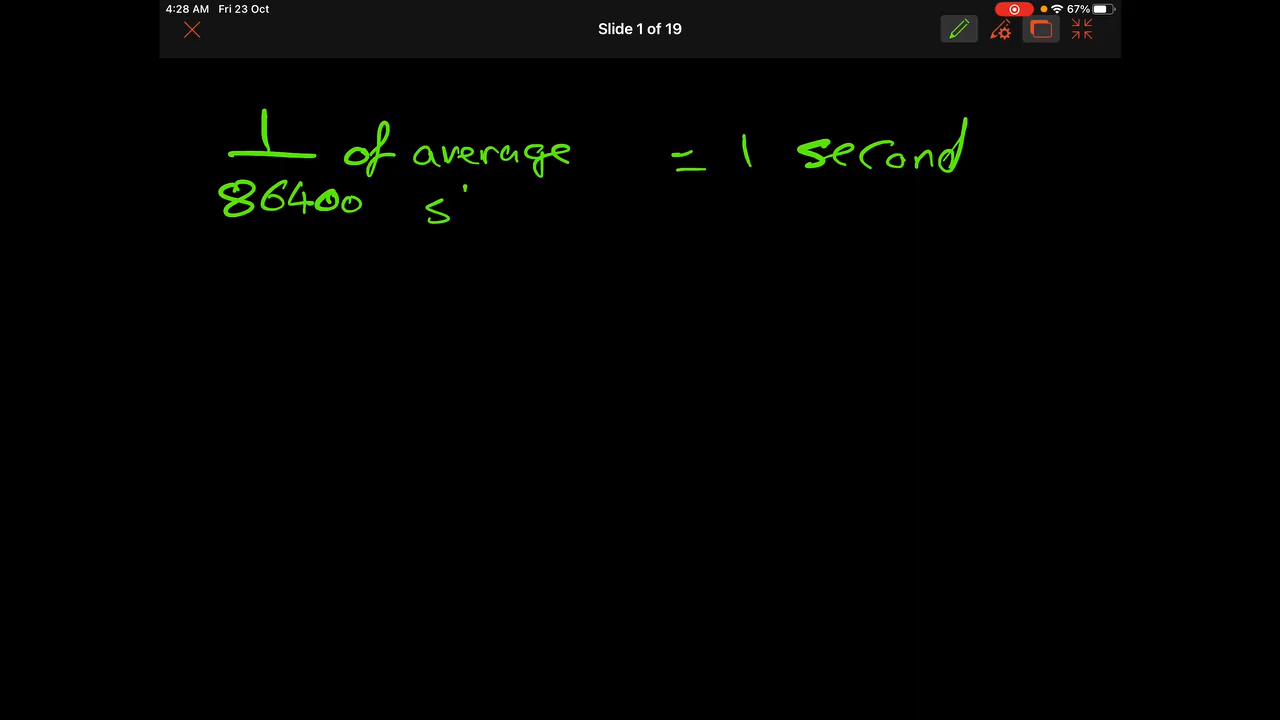 4:28 AM Fri 23 Oct
67%
Slide 1 of 19
1
of average = 1 second
86400 s